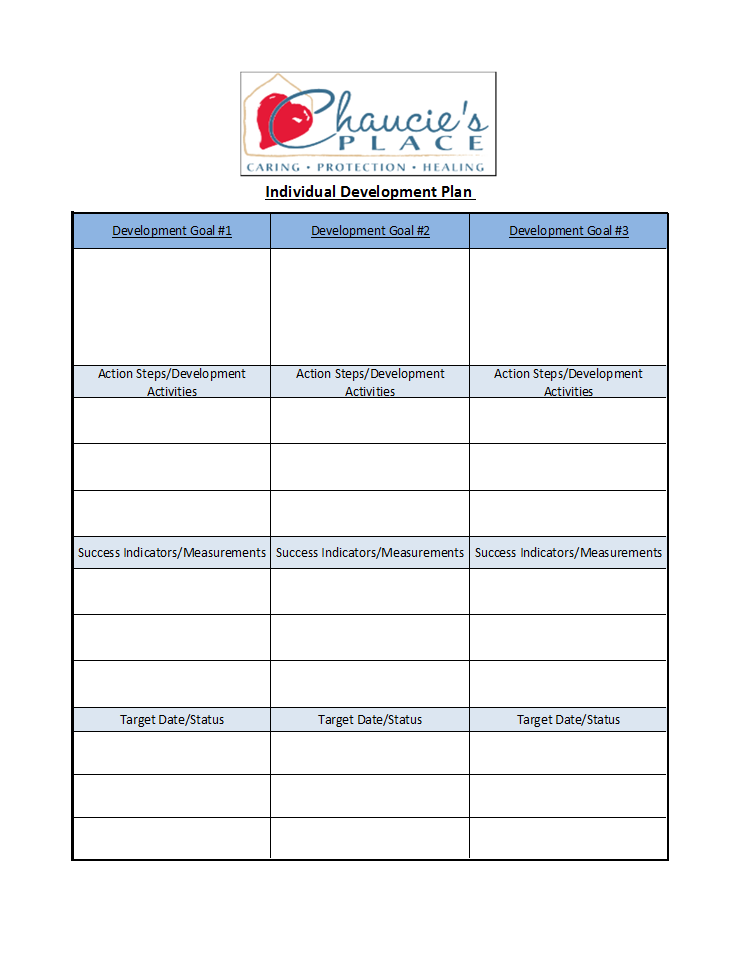 Chaucie's
PLACE
CARING • PROTECTION • HEALING
Individual Development Plan
Development Goal #1 Development Goal #2 Development Goal #3
Action Steps/Development Action Steps/Development Action Steps/Development
Activities Activities Activities
Success Indicators/Measurements Success Indicators/Measurements Success Indicators/Measurements
Target Date/Status Target Date/Status Target Date/Status